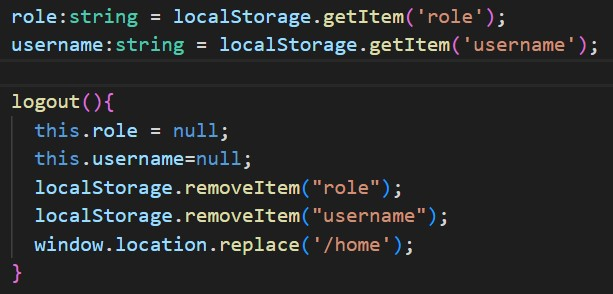 role:string = localStorage.getItem('role');
username:string = localStorage.getItem('username');
logout(){
this.role = null;
this.username=null;
localStorage.removeItem("role");
localStorage.removeItem("username");
window.location.replace('/home');
}